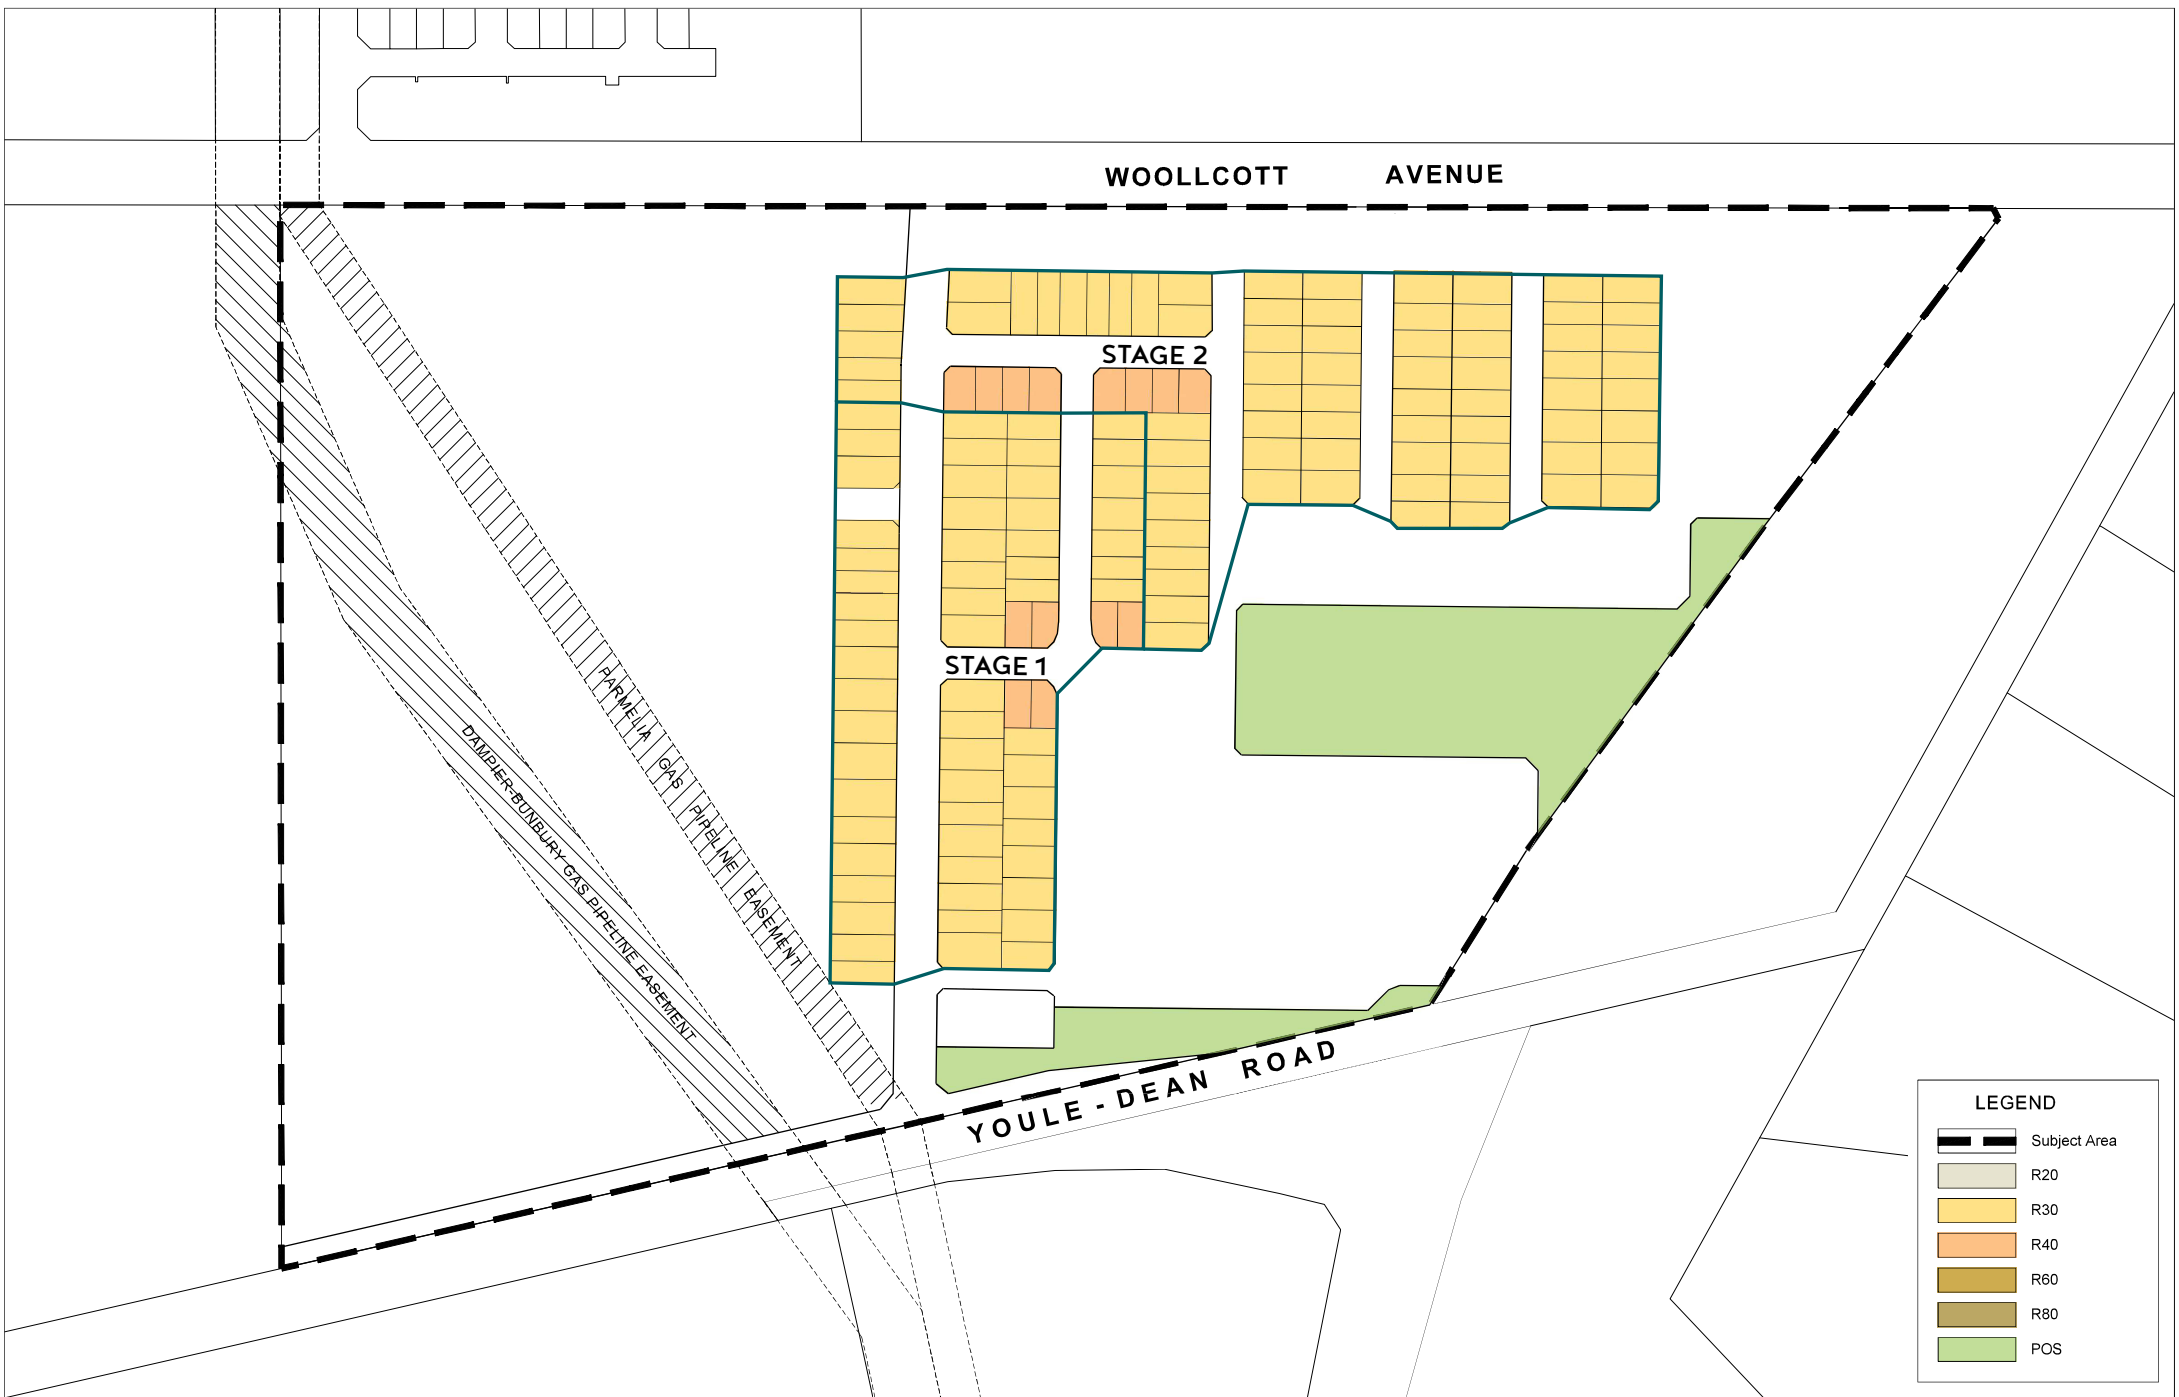 WOOLLCOTT AVENUE
STAGE 2
STAGE 1
PARMELIA GAS PIPELINE EASEMENT
DAMPIER-BUNBURY GAS PIPELINE EASEMENT
YOULE - DEAN ROAD
LEGEND
Subject Area
R20
R30
R40
R60
R80
POS